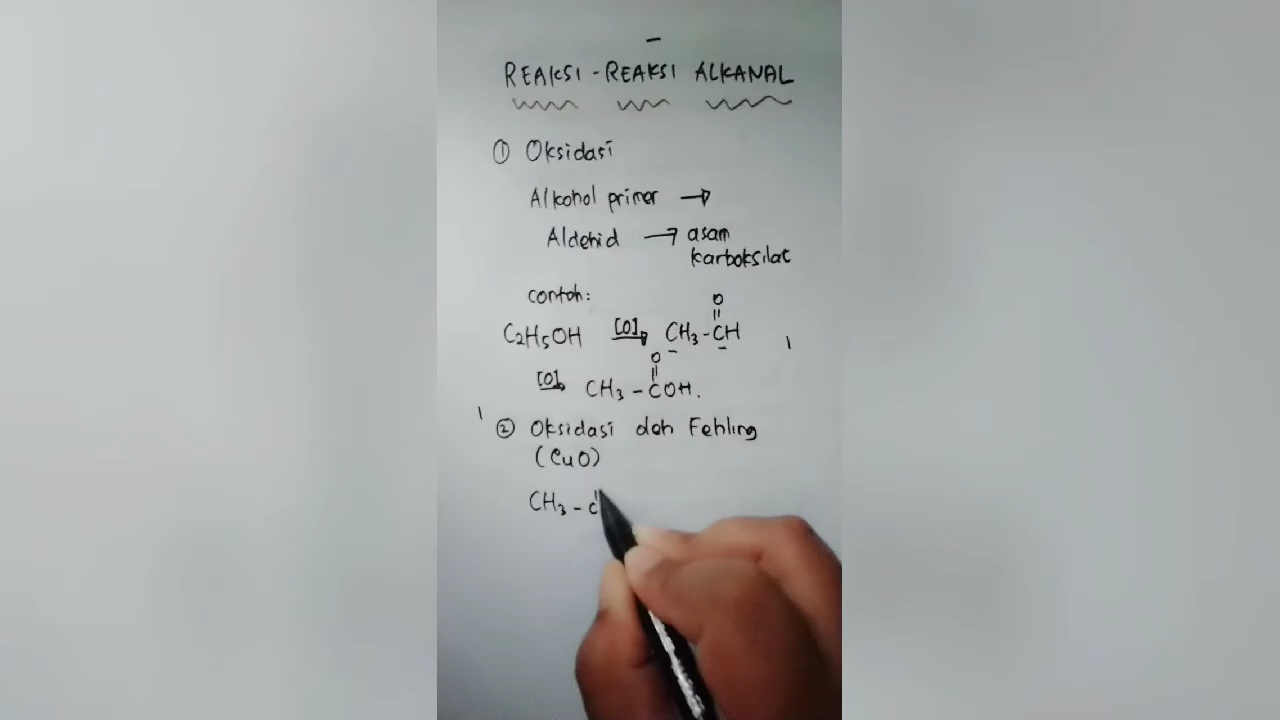 REAKSI - REAKSI ALKANAL
① Oksidasi
Alkohol primer →
Aldehid → asam
karboksilat
contoh:
O
C2H5OH [O] CH3 - CH
O
[O] CH3 - COH.
② Oksidasi dgn Fehling
(CuO)
CH3 - C